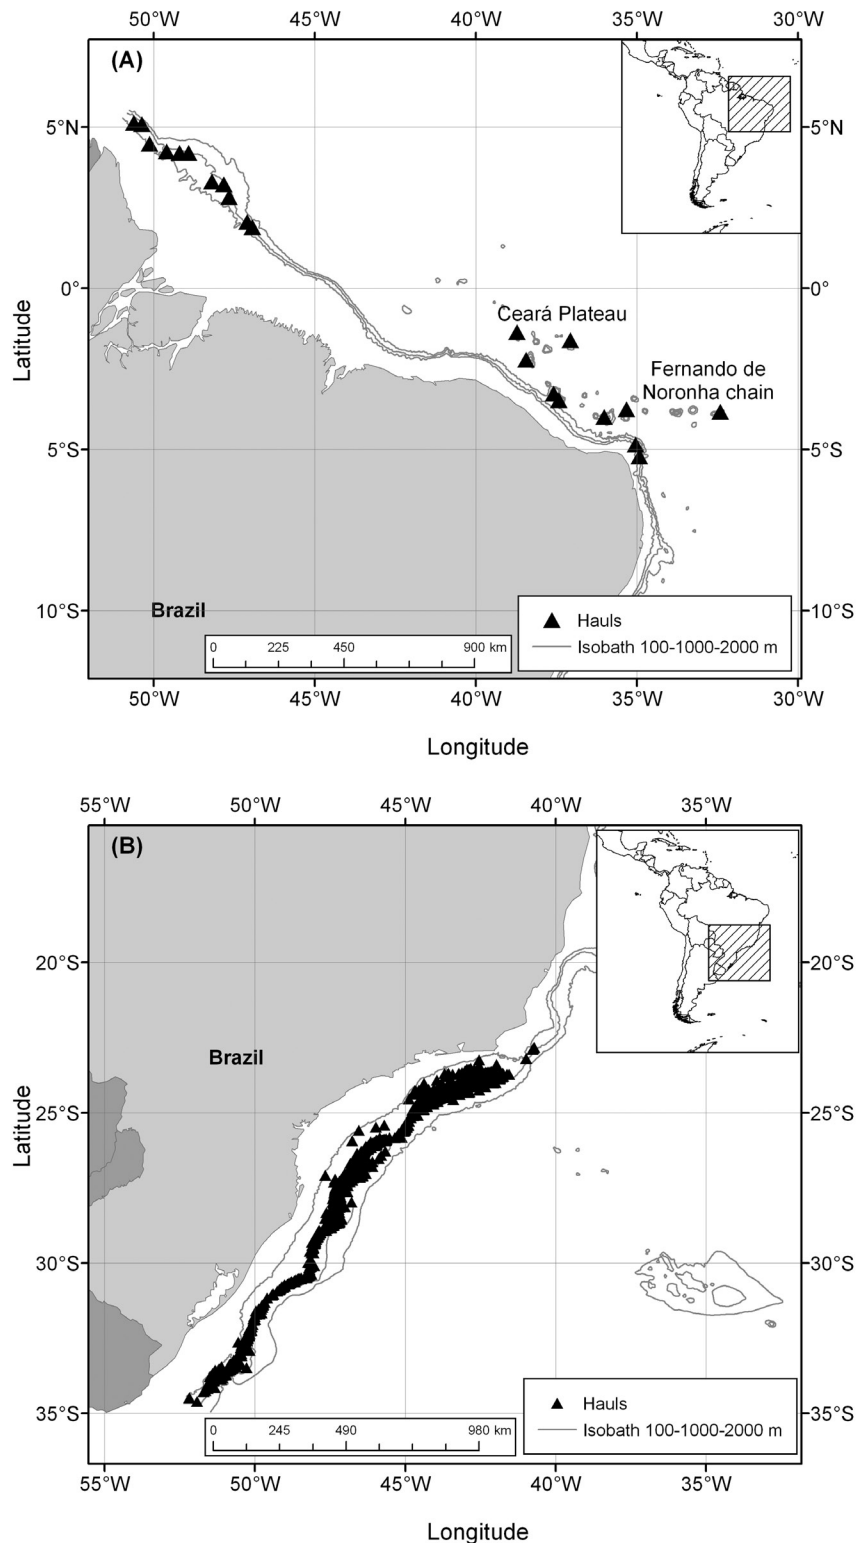 50°W 45°W 40°W 35°W 30°W
(A)
5°N 5°N
0° 0°
Ceará Plateau
Fernando de
Noronha chain
Latitude
5°S 5°S
Brazil
10°S 10°S
Hauls
Isobath 100-1000-2000 m
0 225 450 900 km
50°W 45°W 40°W 35°W 30°W
Longitude
55°W 50°W 45°W 40°W 35°W
(B)
20°S 20°S
Brazil
25°S 25°S
Latitude
30°S 30°S
Hauls
35°S 35°S
Isobath 100-1000-2000 m
0 245 490 980 km
55°W 50°W 45°W 40°W 35°W
Longitude